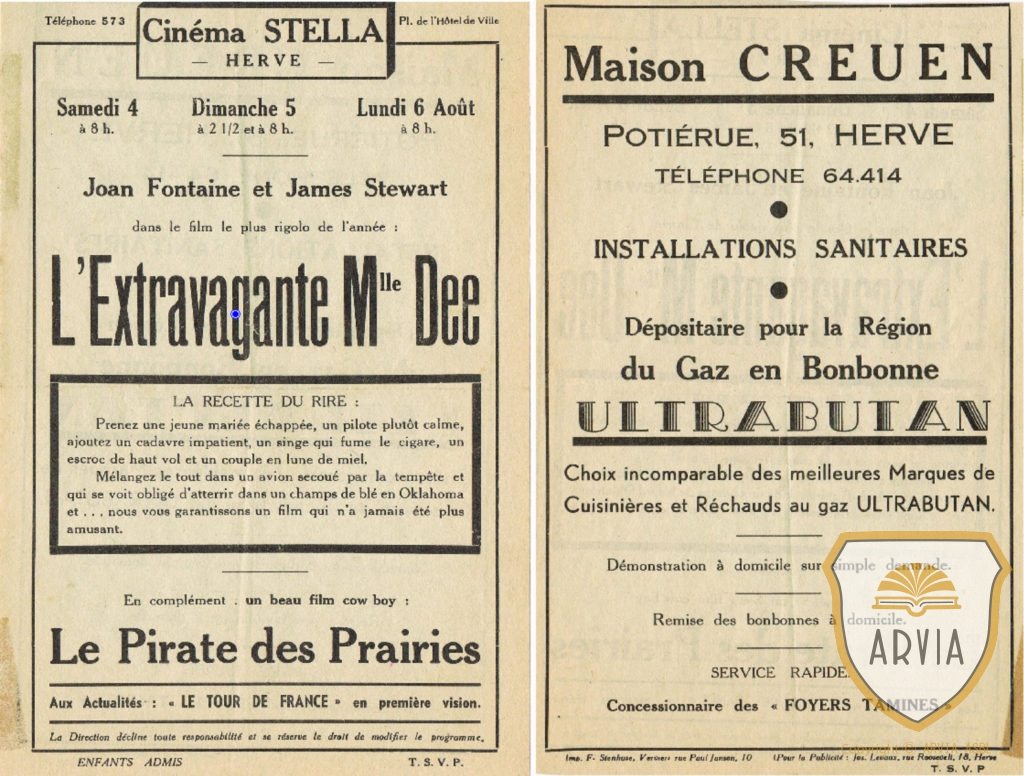 Téléphone 573
Cinéma STELLA
— HERVE —
Pl. de l'Hôtel de Ville
Samedi 4 Dimanche 5 Lundi 6 Août
à 8 h. à 2 1/2 et à 8 h. à 8 h.
Joan Fontaine et James Stewart
dans le film le plus rigolo de l'année :
L'Extravagante Mlle Dee
LA RECETTE DU RIRE :
Prenez une jeune mariée échappée, un pilote plutôt calme,
ajoutez un cadavre impatient, un singe qui fume le cigare, un
escroc de haut vol et un couple en lune de miel.
Mélangez le tout dans un avion secoué par la tempête et
qui se voit obligé d'atterrir dans un champs de blé en Oklahoma
et . . , nous vous garantissons un film qui n'a jamais été plus
amusant.
En complément . un beau film cow boy :
Le Pirate des Prairies
Aux Actualités : « LE TOUR DE FRANCE » en première vision.
La Direction décline toute responsabilité et se réserve le droit de modifier le programme.
ENFANTS ADMIS T. S. V. P.
Maison CREUEN
POTIÉRUE, 51, HERVE
TÉLÉPHONE 64.414
INSTALLATIONS SANITAIRES
Dépositaire pour la Région
du Gaz en Bonbonne
ULTRABUTAN
Choix incomparable des meilleures Marques de
Cuisinières et Réchauds au gaz ULTRABUTAN.
Démonstration à domicile sur simple demande.
Remise des bonbonnes à domicile.
SERVICE RAPIDE.
Concessionnaire des « FOYERS TAMINES »
ARVIA
Imp. F. Stenhuse, Verviers rue Paul Janson, 10 (Pour la Publicité : Jos. Levaux, rue Roosevelt, 18, Herve
T. S. V. P